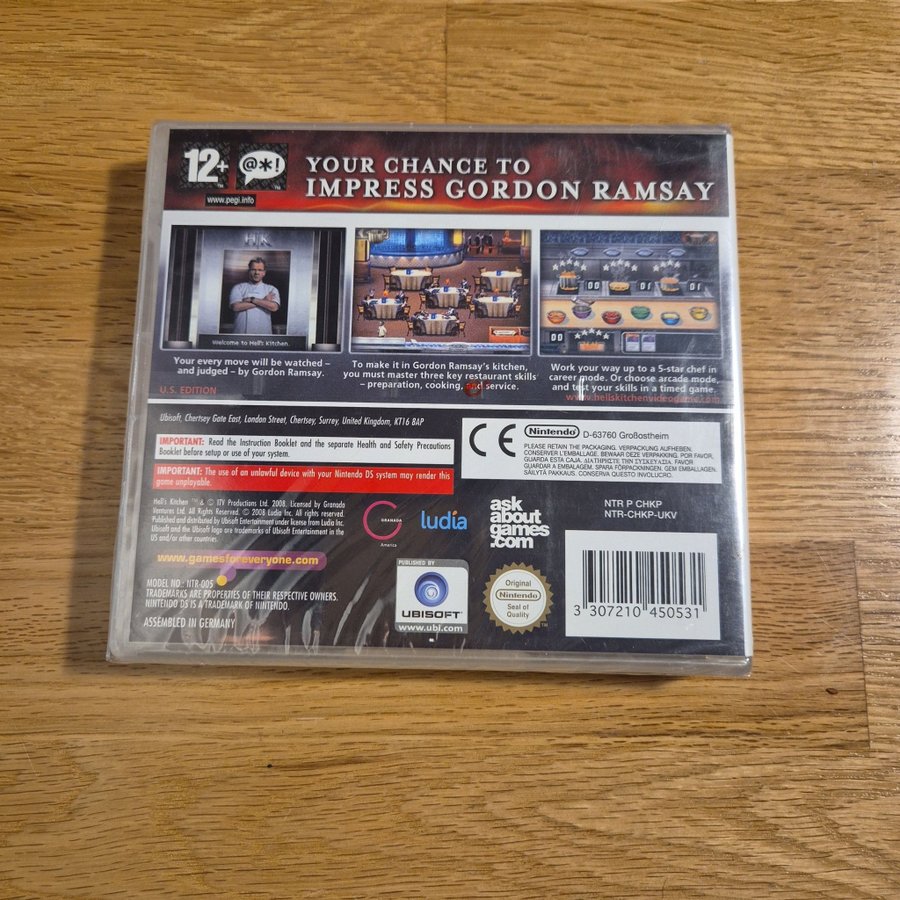 12+
@*!
TM
TM
www.pegi.info
YOUR CHANCE TO
IMPRESS GORDON RAMSAY
HK
Welcome to Hell's Kitchen.
00
01
01
00
Your every move will be watched –
and judged – by Gordon Ramsay.
To make it in Gordon Ramsay's kitchen,
you must master three key restaurant skills
– preparation, cooking, and service.
Work your way up to a 5-star chef in
career mode. Or choose arcade mode,
and test your skills in a timed game.
U.S. EDITION
www.hellskitchenvideogame.com
Ubisoft, Chertsey Gate East, London Street, Chertsey, Surrey, United Kingdom, KT16 8AP
IMPORTANT: Read the Instruction Booklet and the separate Health and Safety Precautions
Booklet before setup or use of your system.
IMPORTANT: The use of an unlawful device with your Nintendo DS system may render this
game unplayable.
CE
Nintendo D-63760 Großostheim
PLEASE RETAIN THE PACKAGING. VERPACKUNG AUFHEBEN.
CONSERVER L'EMBALLAGE. BEWAAR DEZE VERPAKKING. POR FAVOR,
GUARDA ESTA CAJA. ΔΙΑΤΗΡΗΣΤΕ ΤΗΝ ΣΥΣΚΕΥΑΣΙΑ. FAVOR
GUARDAR A EMBALAGEM. SPARA FÖRPACKNINGEN. GEM EMBALLAGEN.
SÄILYTÄ PAKKAUS. CONSERVA QUESTO INVOLUCRO.
Hell's Kitchen ™ & © ITV Productions Ltd. 2008. Licensed by Granada
Ventures Ltd. All Rights Reserved. © 2008 Ludia Inc. All rights reserved.
Published and distributed by Ubisoft Entertainment under license from Ludia Inc.
Ubisoft and the Ubisoft logo are trademarks of Ubisoft Entertainment in the
US and/or other countries.
GRANADA
America
ludia
ask
about
games
.com
NTR P CHKP
NTR-CHKP-UKV
www.gamesforeveryone.com
MODEL NO.: NTR-005
TRADEMARKS ARE PROPERTIES OF THEIR RESPECTIVE OWNERS.
NINTENDO DS IS A TRADEMARK OF NINTENDO.
ASSEMBLED IN GERMANY
PUBLISHED BY
UBISOFT
www.ubi.com
Original
Nintendo
Seal of
Quality
TM
3 307210 450531